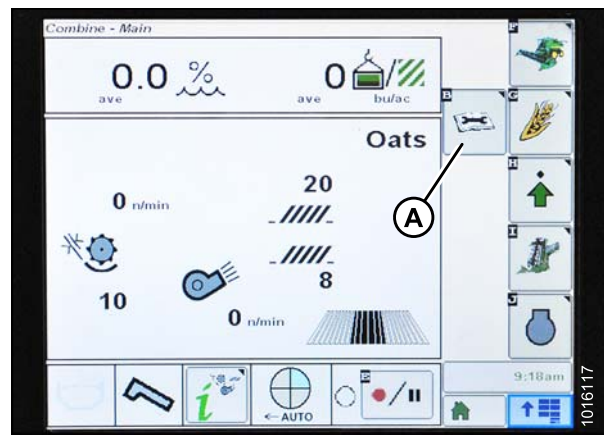 Combine - Main
F
0.0 %
ave
0 /
ave bu/ac
B
G
Oats
A
H
0 n/min
20
I
10
8
0 n/min
J
9:18am
← AUTO
E
/
i
1016117